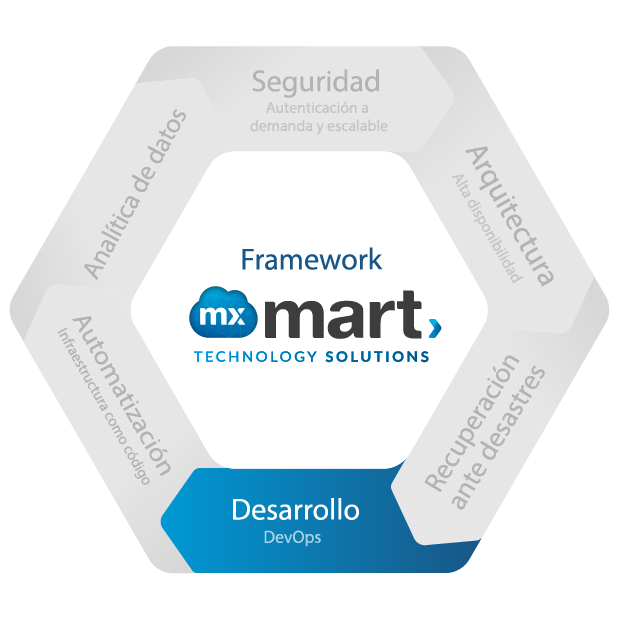 Seguridad
Autenticación a
demanda y escalable
Arquitectura
Alta disponibilidad
Recuperación
ante desastres
Desarrollo
DevOps
Automatización
Infraestructura como código
Analítica de datos
Framework
mx mart
TECHNOLOGY SOLUTIONS